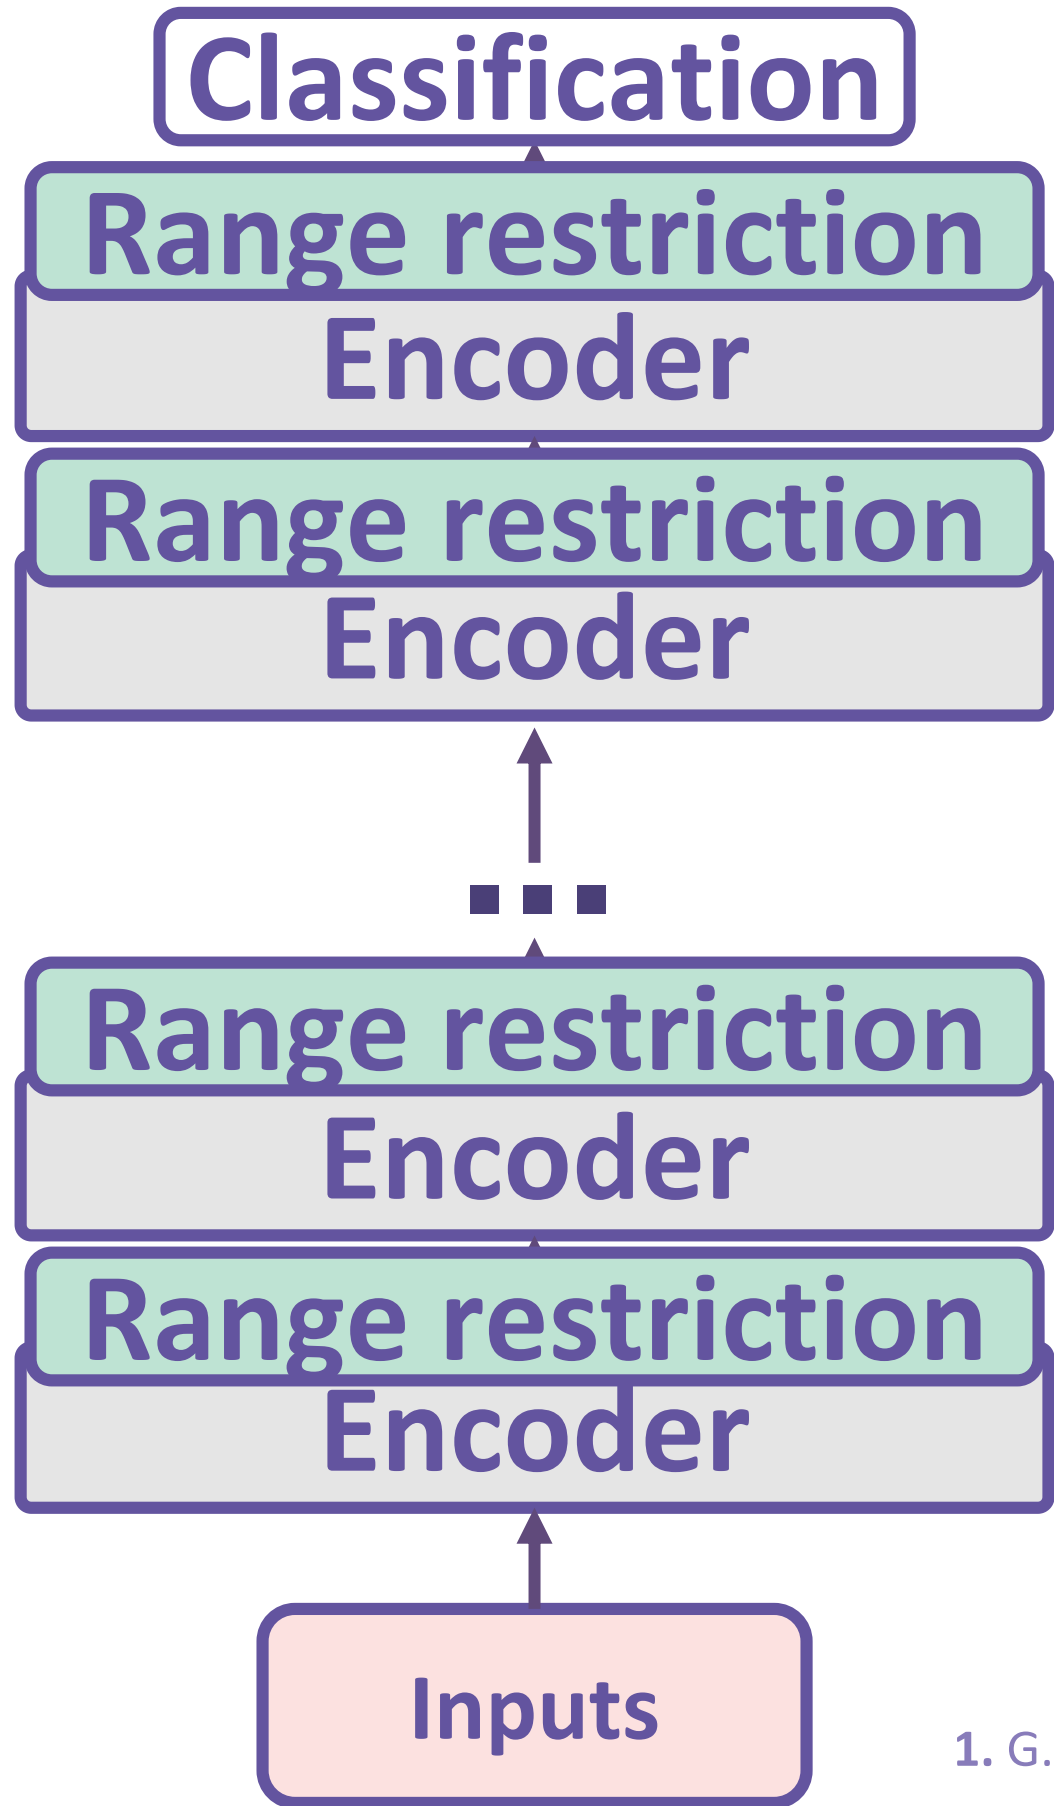 Classification
Range restriction
Encoder
Range restriction
Encoder
...
Range restriction
Encoder
Range restriction
Encoder
Inputs
1. G.